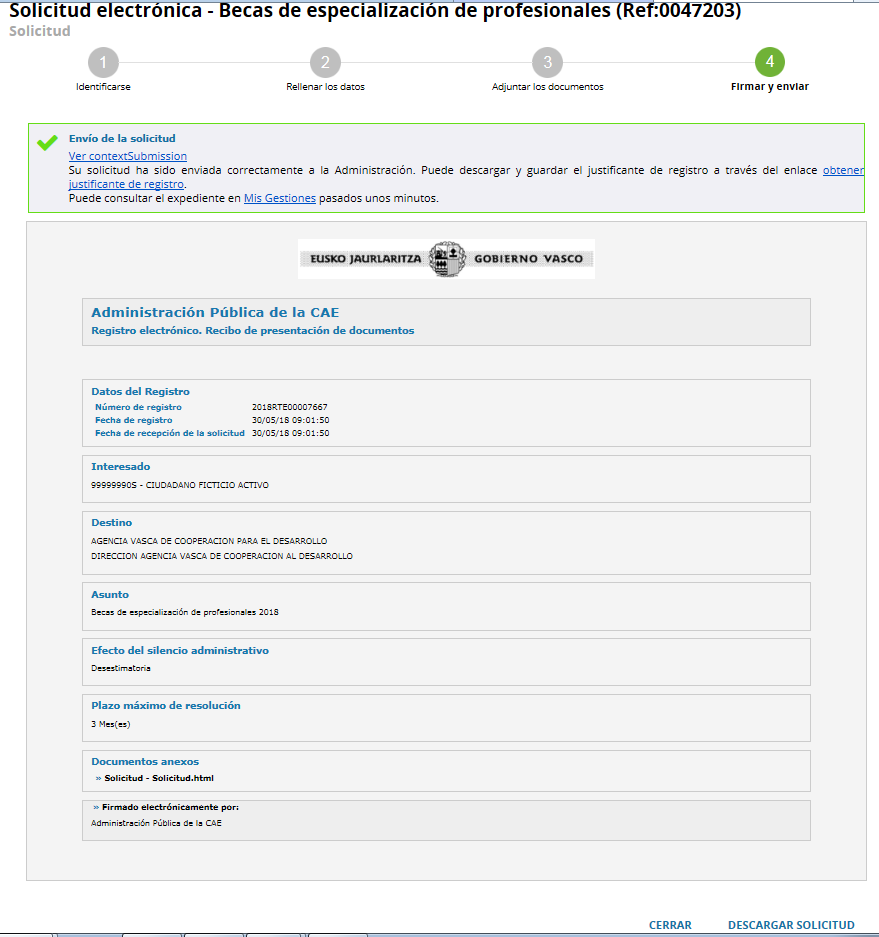 Solicitud electrónica - Becas de especialización de profesionales (Ref:0047203)
Solicitud
1
2
3
4
Identificarse
Rellenar los datos
Adjuntar los documentos
Firmar y enviar
Envío de la solicitud
Ver contextSubmission
Su solicitud ha sido enviada correctamente a la Administración. Puede descargar y guardar el justificante de registro a través del enlace obtener
justificante de registro.
Puede consultar el expediente en Mis Gestiones pasados unos minutos.
EUSKO JAURLARITZA GOBIERNO VASCO
Administración Pública de la CAE
Registro electrónico. Recibo de presentación de documentos
Datos del Registro
Número de registro 2018RTE00007667
Fecha de registro 30/05/18 09:01:50
Fecha de recepción de la solicitud 30/05/18 09:01:50
Interesado
99999990S - CIUDADANO FICTICIO ACTIVO
Destino
AGENCIA VASCA DE COOPERACION PARA EL DESARROLLO
DIRECCION AGENCIA VASCA DE COOPERACION AL DESARROLLO
Asunto
Becas de especialización de profesionales 2018
Efecto del silencio administrativo
Desestimatoria
Plazo máximo de resolución
3 Mes(es)
Documentos anexos
» Solicitud - Solicitud.html
» Firmado electrónicamente por:
Administración Pública de la CAE
CERRAR DESCARGAR SOLICITUD